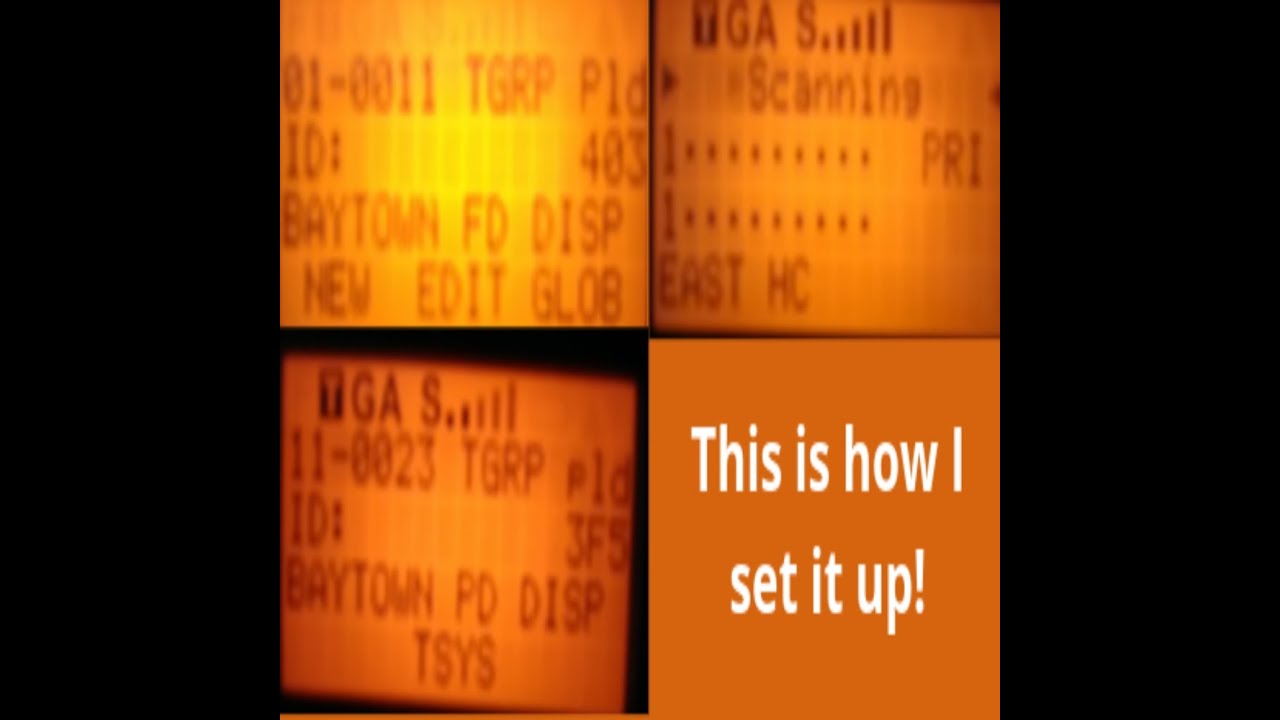 01-0011 TGRP Pld
ID: 403
BAYTOWN FD DISP
NEW EDIT GLOB
T GA S
Scanning
1········· PRI
1·········
EAST HC
T GA S
11-0023 TGRP pld
ID: 3F5
BAYTOWN PD DISP
TSYS
This is how I
set it up!